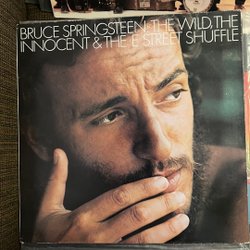 BRUCE SPRINGSTEEN: THE WILD, THE
INNOCENT & THE E STREET SHUFFLE